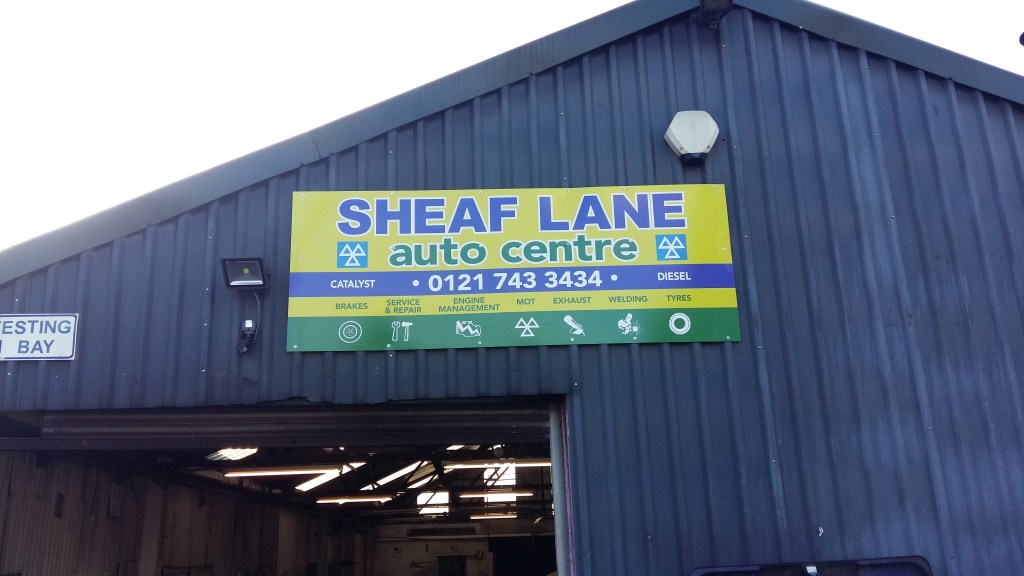 SHEAF LANE
auto centre
CATALYST • 0121 743 3434 • DIESEL
BRAKES SERVICE & REPAIR ENGINE MANAGEMENT MOT EXHAUST WELDING TYRES
TESTING
BAY